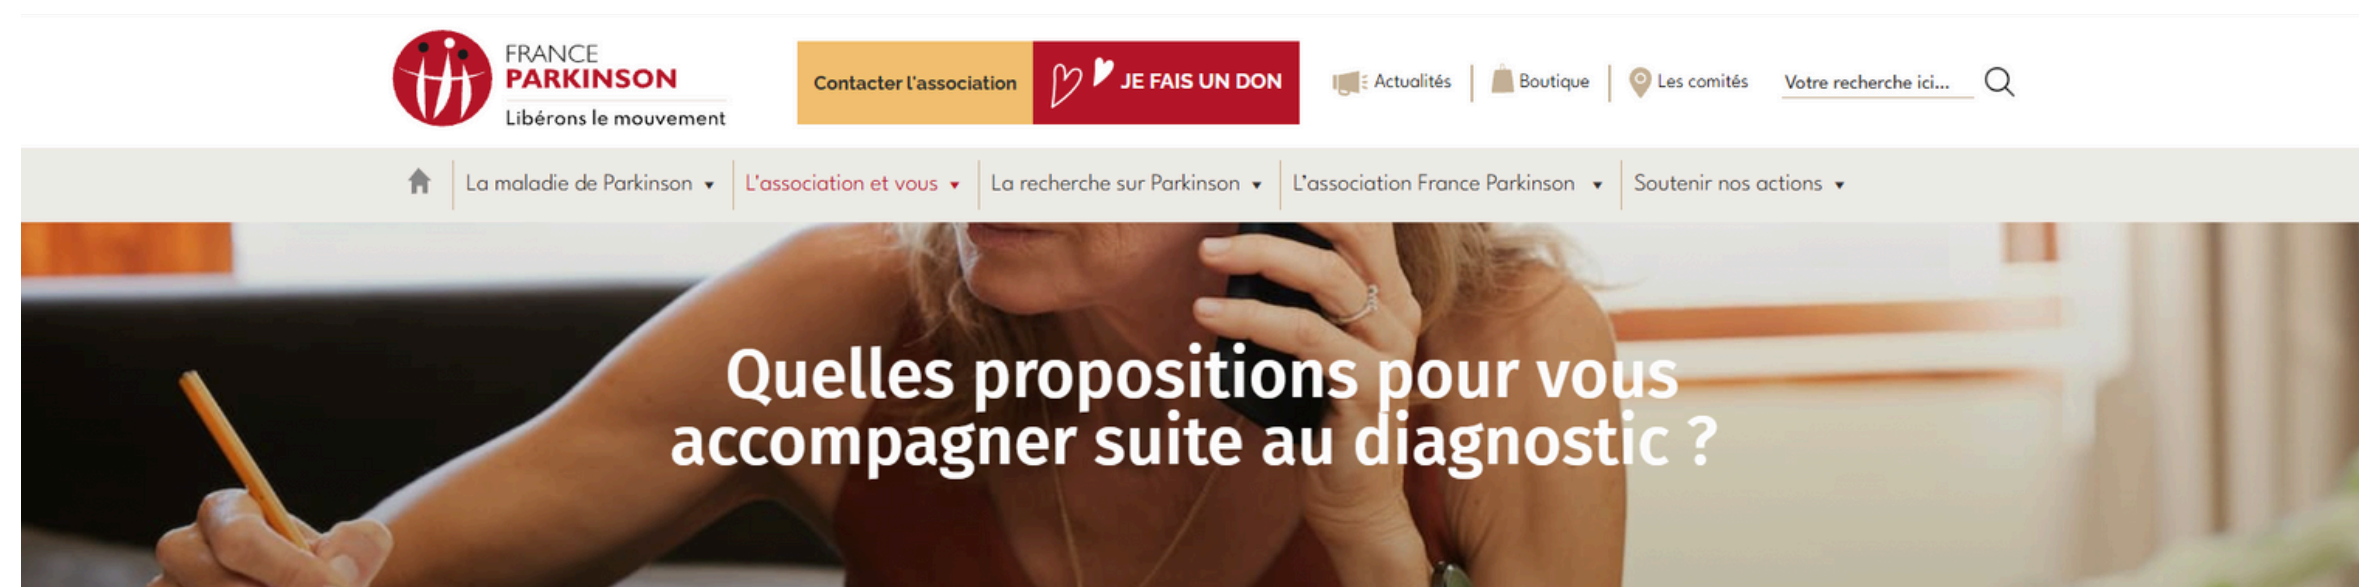 FRANCE
PARKINSON
Libérons le mouvement
Contacter l'association
JE FAIS UN DON
Actualités
Boutique
Les comités
Votre recherche ici...
La maladie de Parkinson
L'association et vous
La recherche sur Parkinson
L'association France Parkinson
Soutenir nos actions
Quelles propositions pour vous
accompagner suite au diagnostic ?